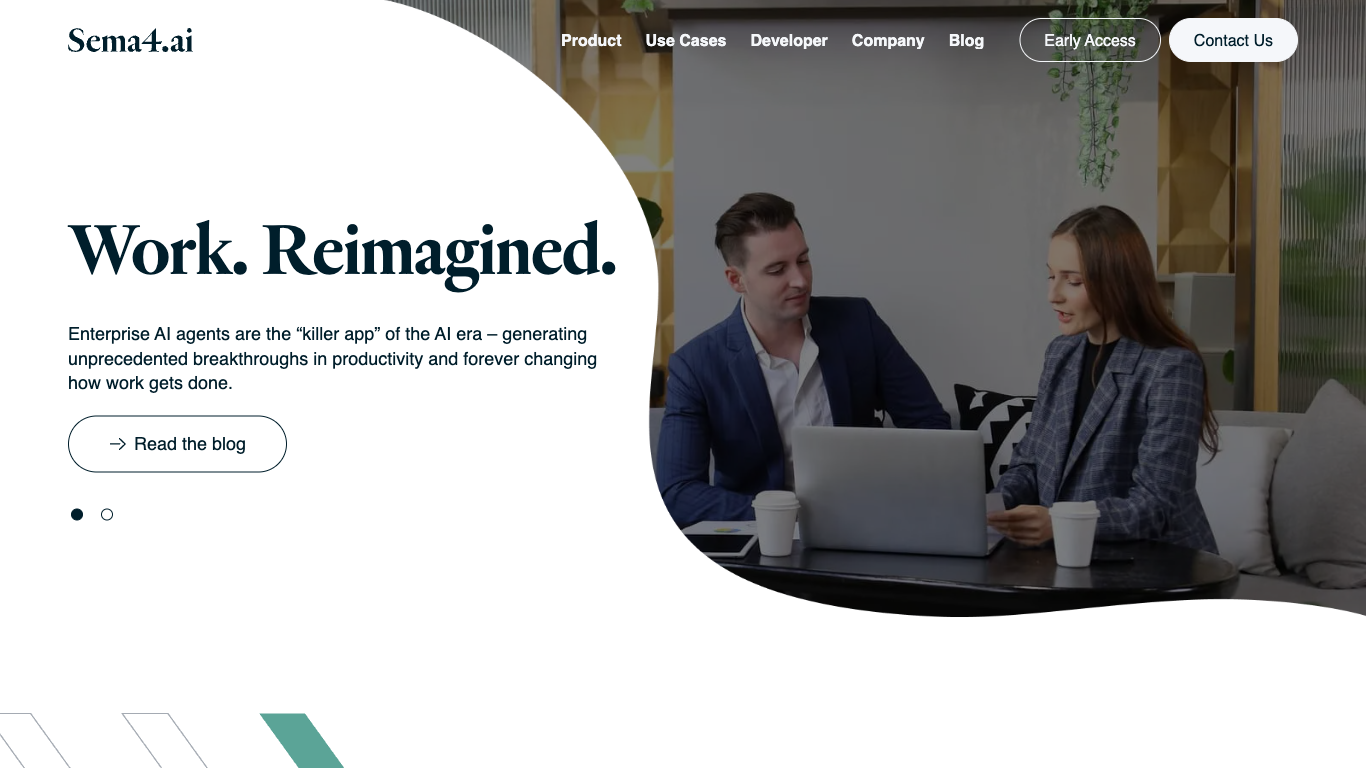 Sema4.ai
Product Use Cases Developer Company Blog Early Access Contact Us
Work. Reimagined.
Enterprise AI agents are the “killer app” of the AI era – generating
unprecedented breakthroughs in productivity and forever changing
how work gets done.
Read the blog